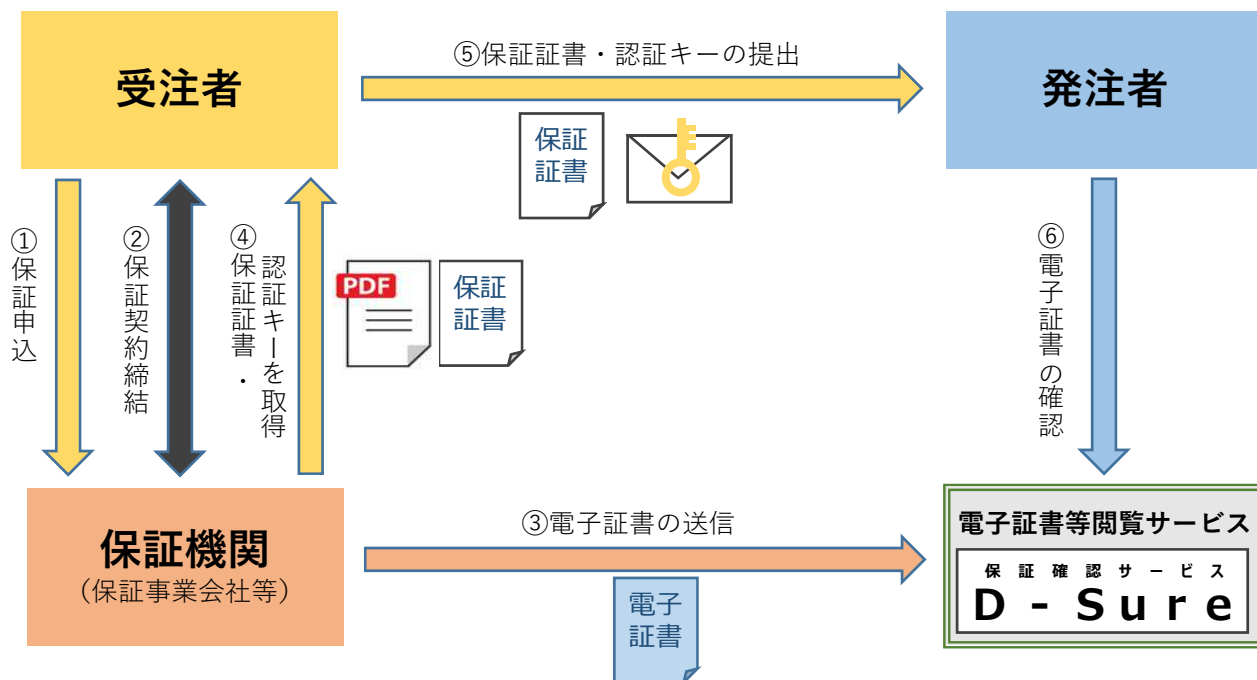 受注者
⑤保証証書・認証キーの提出
発注者
保証
証書
①保証申込
②保証契約締結
④保証証書・
認証キーを取得
PDF
保証
証書
⑥電子証書の確認
保証機関
(保証事業会社等)
③電子証書の送信
電子
証書
電子証書等閲覧サービス
保証確認サービス
D-Sure